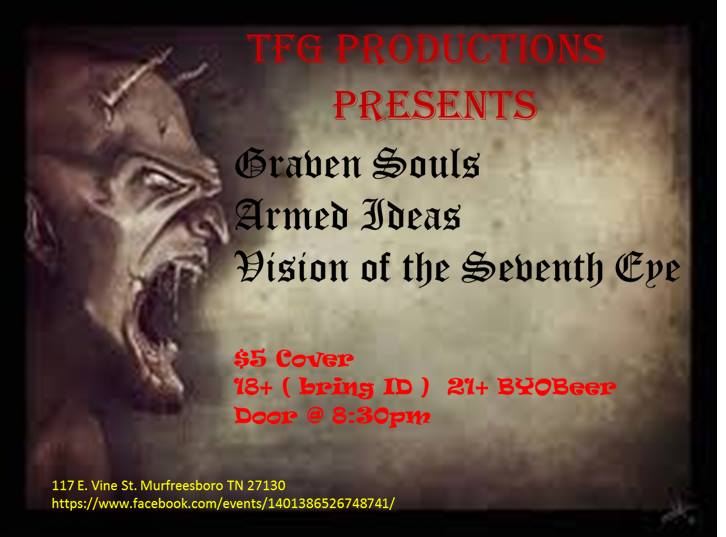 TFG PRODUCTIONS
PRESENTS
Graven Souls
Armed Ideas
Vision of the Seventh Eye
$5 Cover
18+ ( bring ID ) 21+ BYOBeer
Door @ 8:30pm
117 E. Vine St. Murfreesboro TN 27130
https://www.facebook.com/events/1401386526748741/